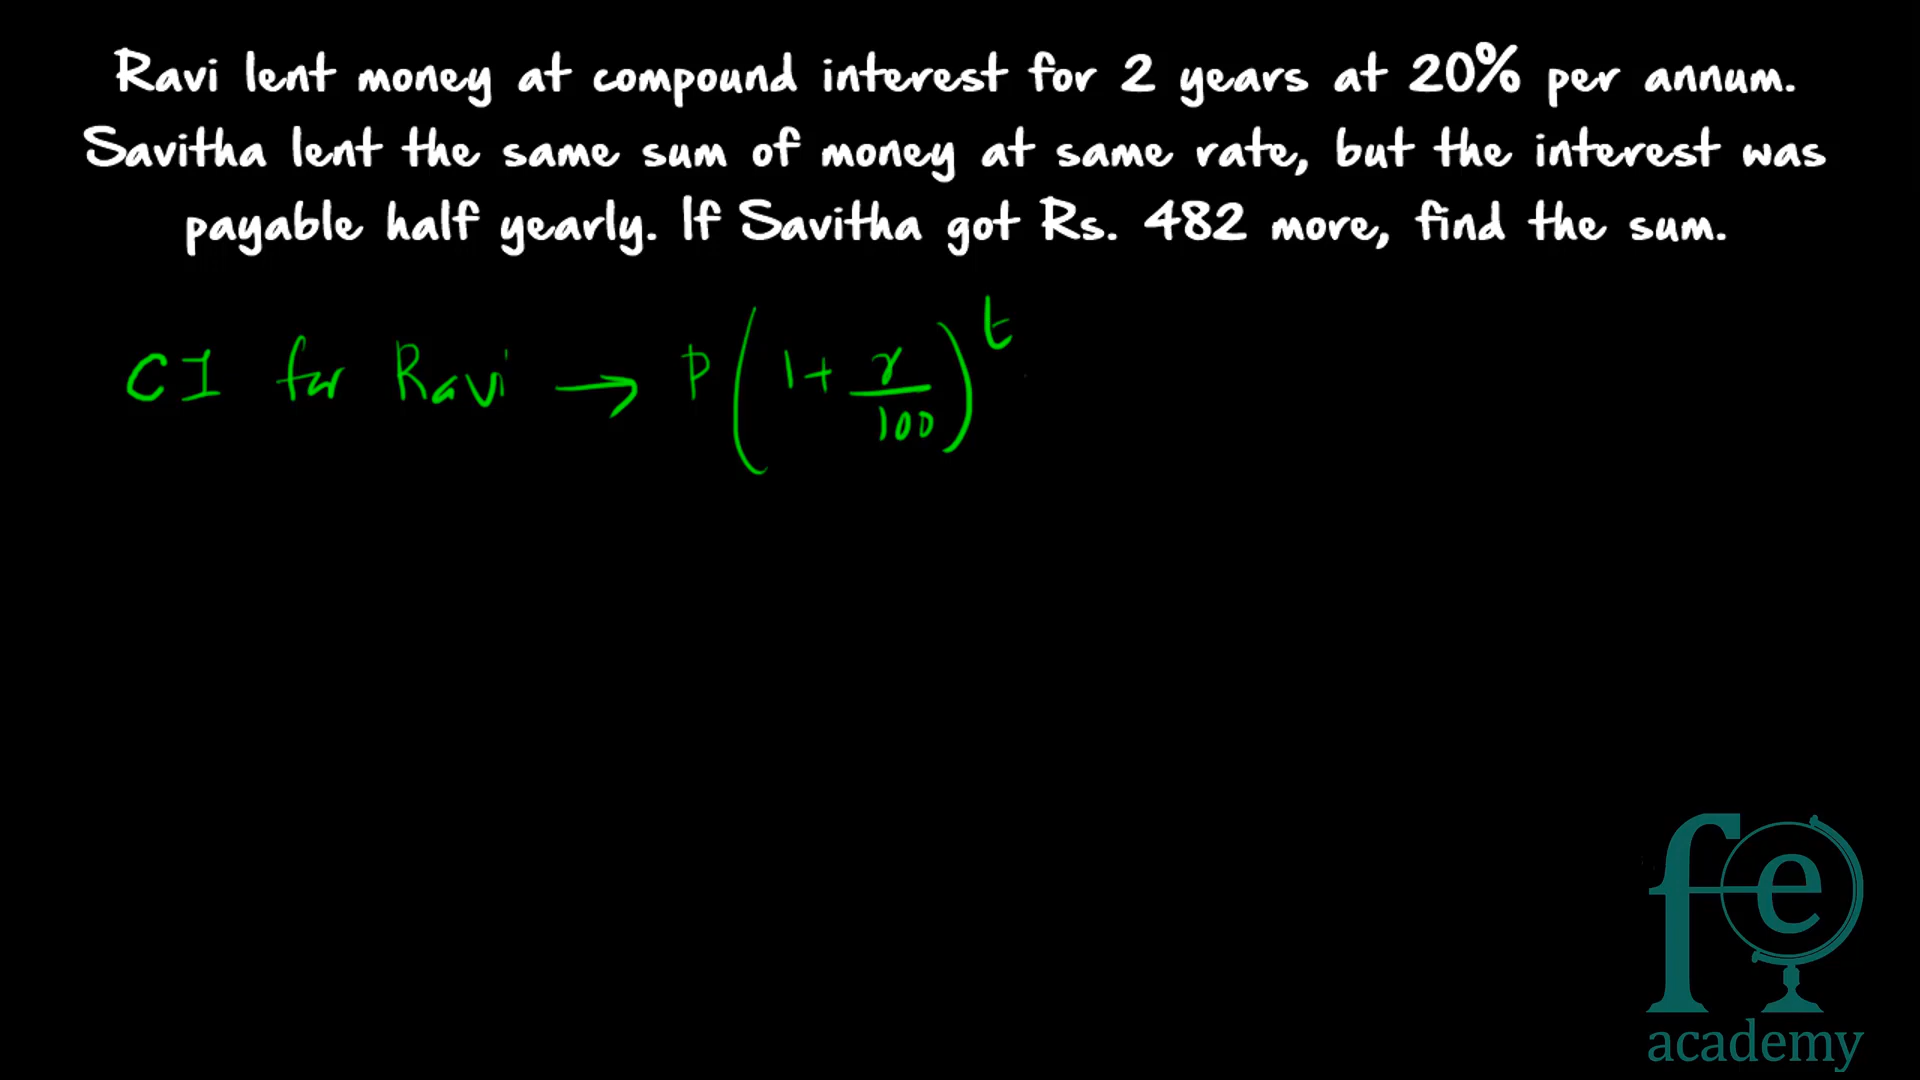 Ravi lent money at compound interest for 2 years at 20% per annum.
Savitha lent the same sum of money at same rate, but the interest was
payable half yearly. If Savitha got Rs. 482 more, find the sum.
CI for Ravi → P(1 + r/100)^t
fe
academy